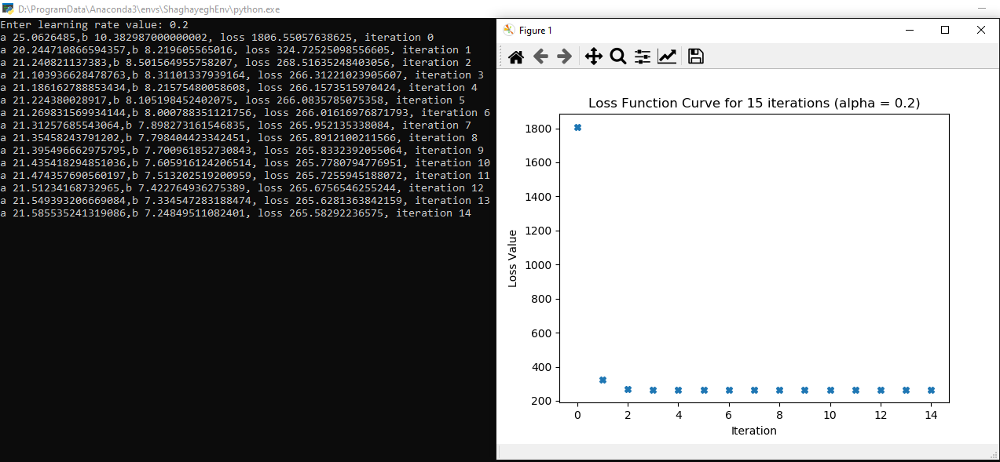 D:\ProgramData\Anaconda3\envs\ShaghayeghEnv\python.exe
Enter learning rate value: 0.2
a 25.0626485,b 10.382987000000002, loss 1806.55057638625, iteration 0
a 20.244710866594357,b 8.219605565016, loss 324.72525098556605, iteration 1
a 21.240821137383,b 8.501564955758207, loss 268.51635248403056, iteration 2
a 21.103936628478763,b 8.31101337939164, loss 266.31221023905607, iteration 3
a 21.186162788853434,b 8.21575480058608, loss 266.1573515970424, iteration 4
a 21.224380028917,b 8.105198452402075, loss 266.0835785075358, iteration 5
a 21.269831569934144,b 8.000788351121756, loss 266.01616976871793, iteration 6
a 21.31257685543064,b 7.898273161546835, loss 265.952135338084, iteration 7
a 21.35458243791202,b 7.798404423342451, loss 265.8912100211566, iteration 8
a 21.395496662975795,b 7.700961852730843, loss 265.8332392055064, iteration 9
a 21.435418294851036,b 7.605916124206514, loss 265.7780794776951, iteration 10
a 21.474357690560197,b 7.513202519200959, loss 265.7255945188072, iteration 11
a 21.51234168732965,b 7.422764936275389, loss 265.6756546255244, iteration 12
a 21.549393206669084,b 7.334547283188474, loss 265.6281363842159, iteration 13
a 21.585535241319086,b 7.24849511082401, loss 265.58292236575, iteration 14
Figure 1
Loss Function Curve for 15 iterations (alpha = 0.2)
1800
1600
1400
1200
1000
800
600
400
200
Loss Value
0 2 4 6 8 10 12 14
Iteration